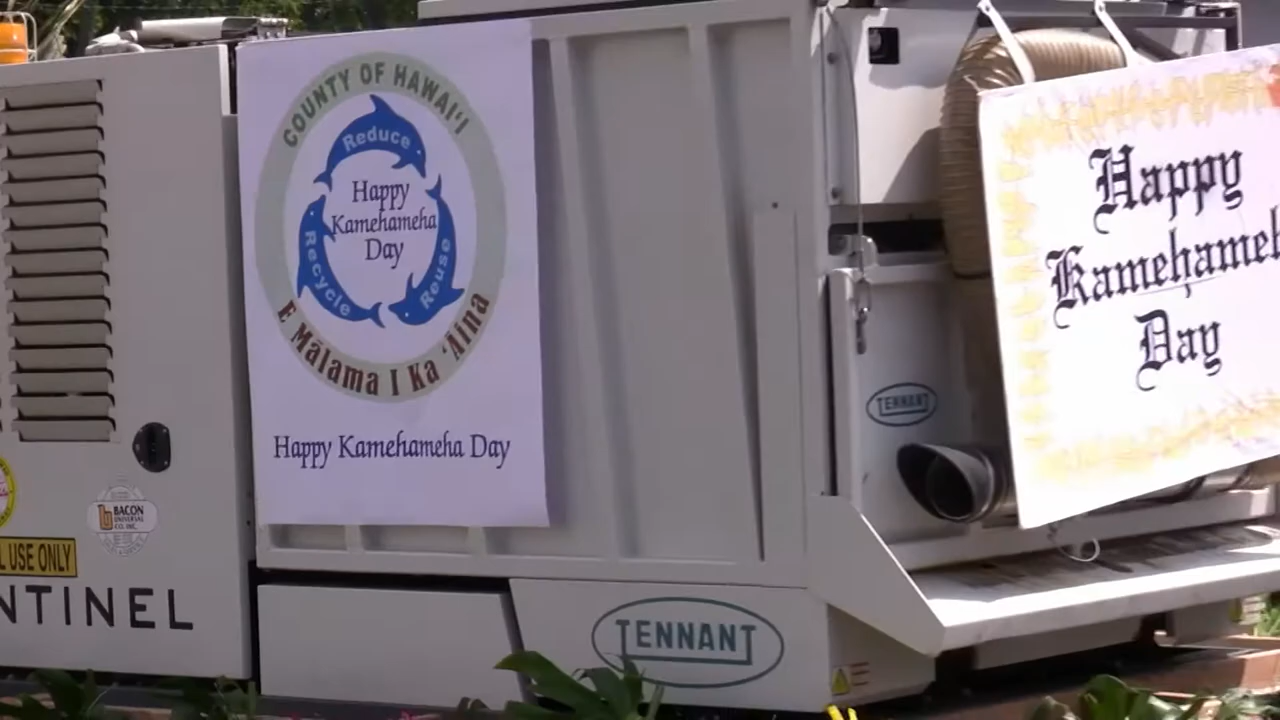 COUNTY OF HAWAI‘I
Reduce
Happy
Kamehameha
Day
Recycle
Reuse
E Mālama I Ka ‘Āina
Happy Kamehameha Day
Happy
Kamehameh
Day
TENNANT
BACON
UNIVERSAL
CO. INC.
L USE ONLY
NTINEL
TENNANT